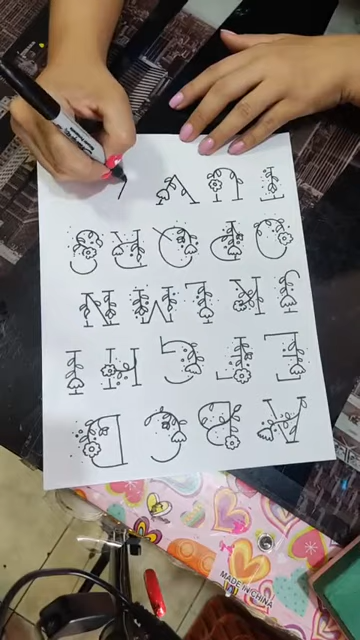 A B C D
E F G H I
J K L M N
O P Q R S
T U V
MADE IN CHINA